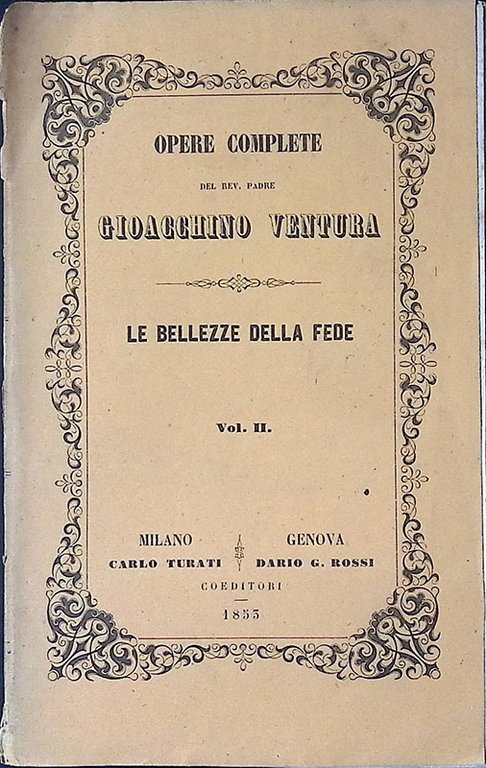 OPERE COMPLETE
DEL REV. PADRE
GIOACCHINO VENTURA
LE BELLEZZE DELLA FEDE
Vol. II.
MILANO GENOVA
CARLO TURATI DARIO G. ROSSI
COEDITORI
1853